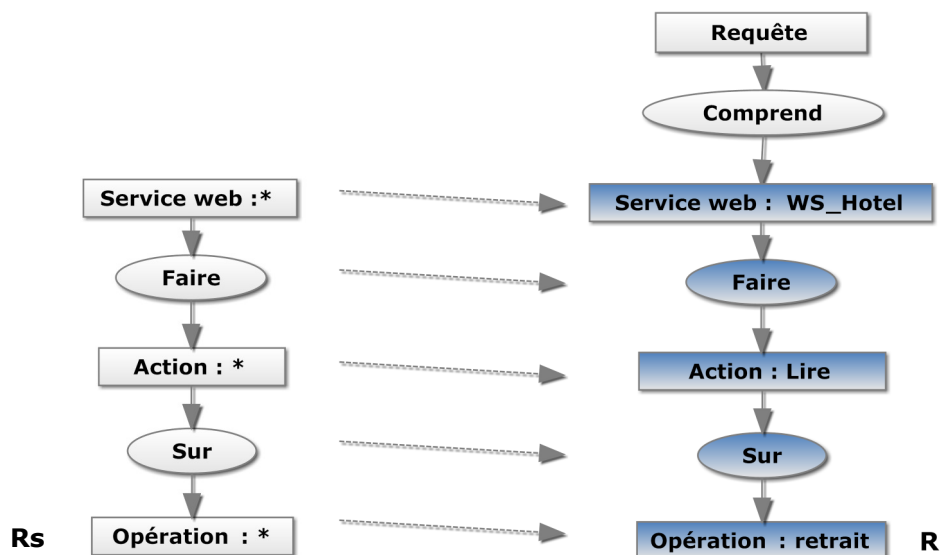 Requête
Comprend
Service web :*
Service web : WS_Hotel
Faire
Faire
Action : *
Action : Lire
Sur
Sur
Rs
Opération : *
Opération : retrait
R